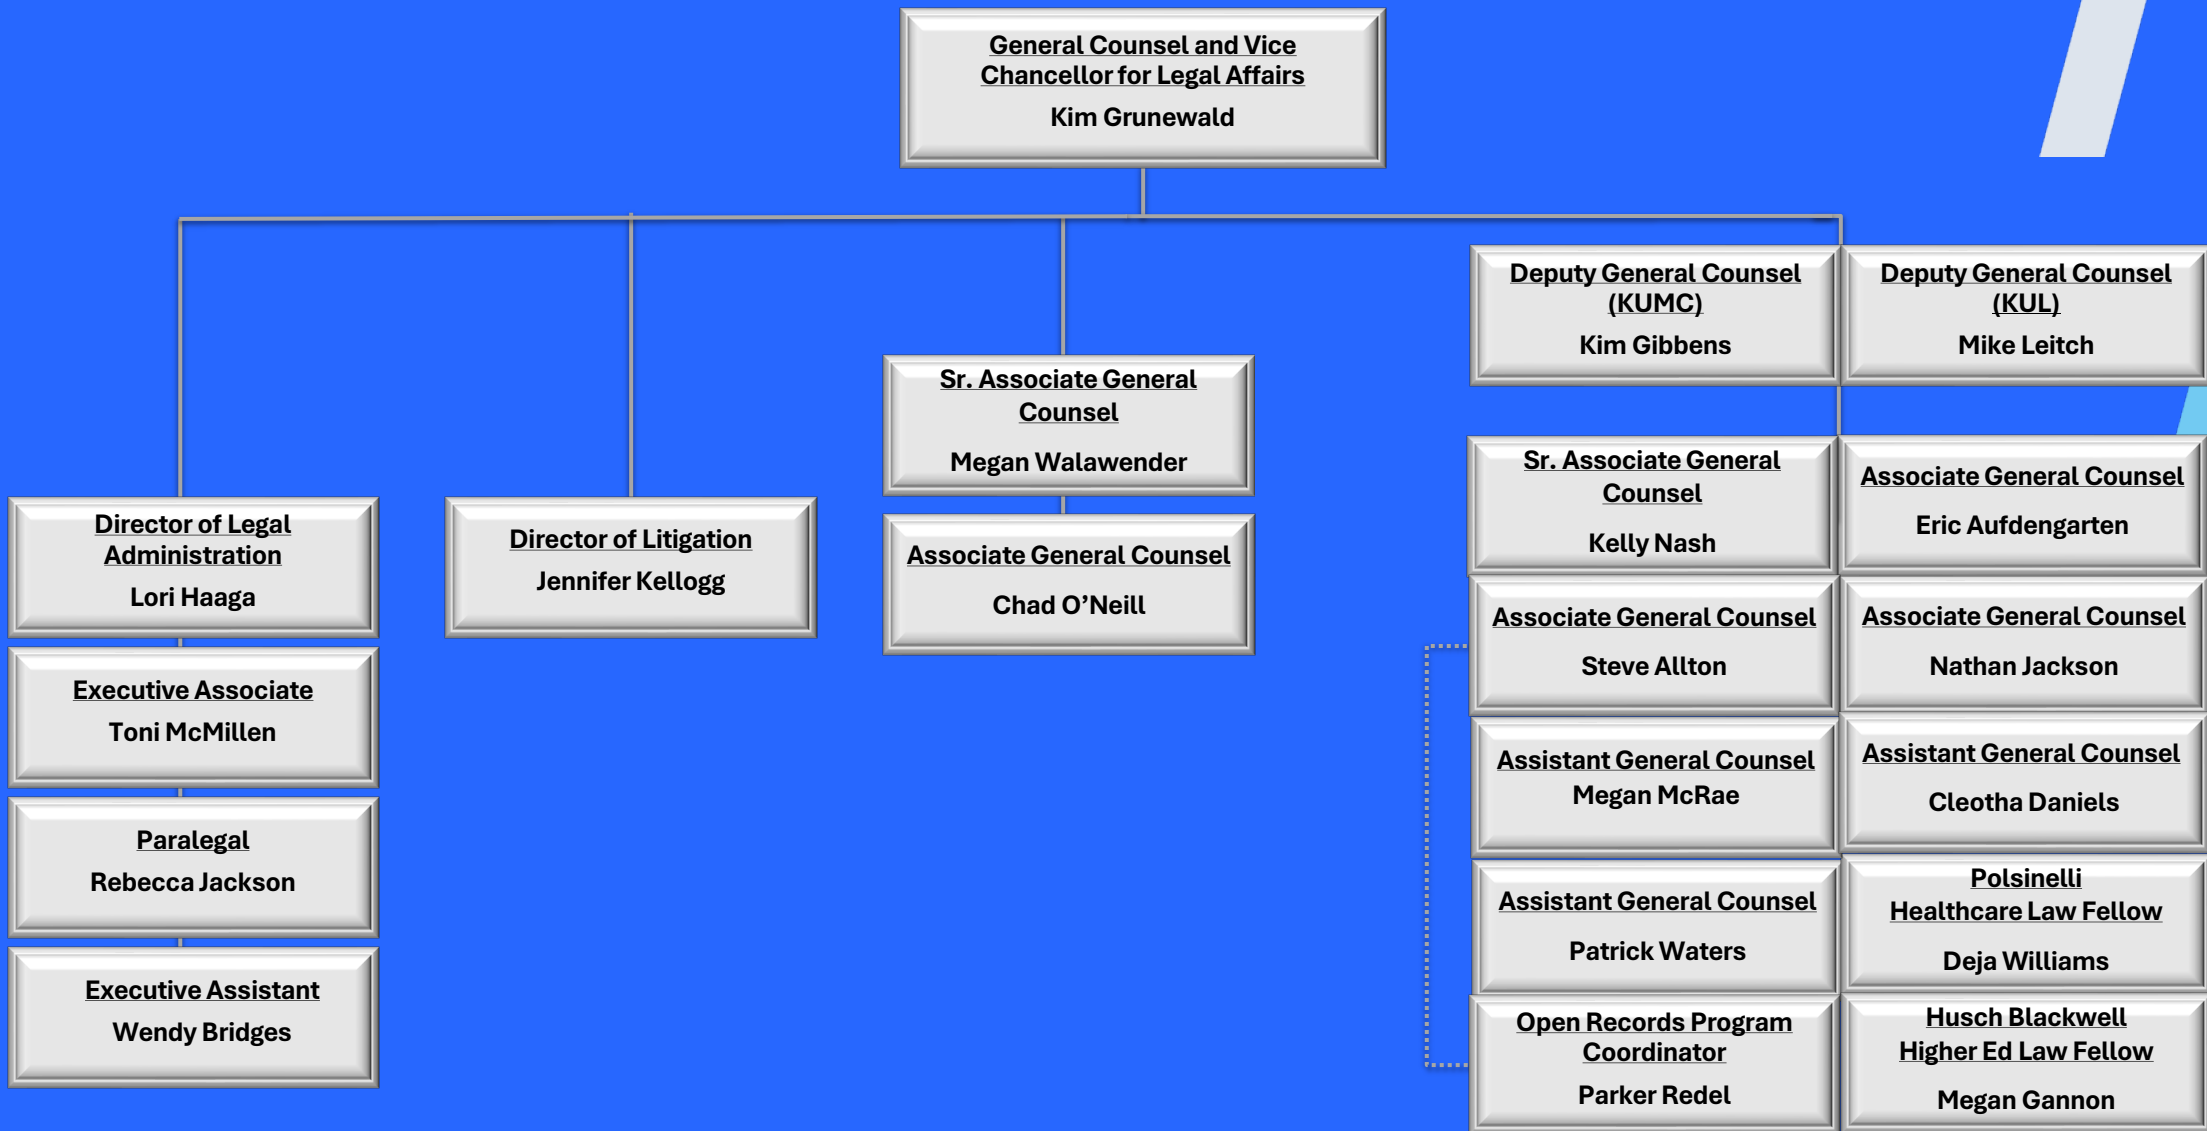 General Counsel and Vice
Chancellor for Legal Affairs
Kim Grunewald
Deputy General Counsel
(KUMC)
Kim Gibbens
Deputy General Counsel
(KUL)
Mike Leitch
Sr. Associate General
Counsel
Megan Walawender
Associate General Counsel
Chad O’Neill
Director of Legal
Administration
Lori Haaga
Executive Associate
Toni McMillen
Paralegal
Rebecca Jackson
Executive Assistant
Wendy Bridges
Director of Litigation
Jennifer Kellogg
Sr. Associate General
Counsel
Kelly Nash
Associate General Counsel
Eric Aufdengarten
Associate General Counsel
Steve Allton
Associate General Counsel
Nathan Jackson
Assistant General Counsel
Megan McRae
Assistant General Counsel
Cleotha Daniels
Assistant General Counsel
Patrick Waters
Polsinelli
Healthcare Law Fellow
Deja Williams
Open Records Program
Coordinator
Parker Redel
Husch Blackwell
Higher Ed Law Fellow
Megan Gannon